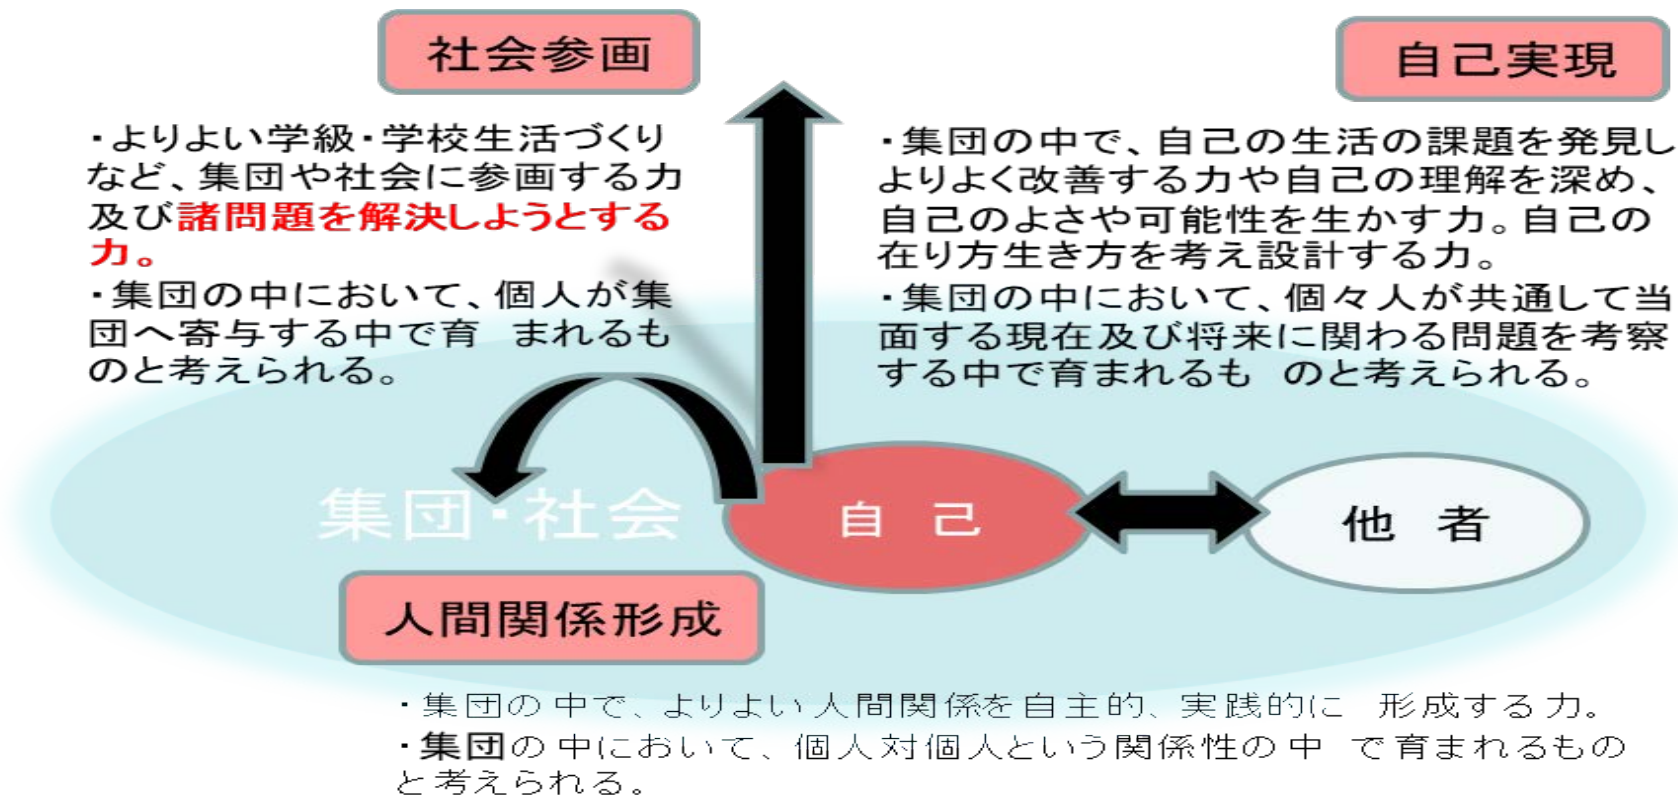 社会参画
・よりよい学級・学校生活づくり
など、集団や社会に参画する力
及び諸問題を解決しようとする
力。
・集団の中において、個人が集
団へ寄与する中で育　まれるも
のと考えられる。
自己実現
・集団の中で、自己の生活の課題を発見し
よりよく改善する力や自己の理解を深め、
自己のよさや可能性を生かす力。自己の
在り方生き方を考え設計する力。
・集団の中において、個々人が共通して当
面する現在及び将来に関わる問題を考察
する中で育まれるも　のと考えられる。
集団・社会
自　己
他　者
人間関係形成
・集団の中で、よりよい人間関係を自主的、実践的に　形成する力。
・集団の中において、個人対個人という関係性の中　で育まれるもの
と考えられる。